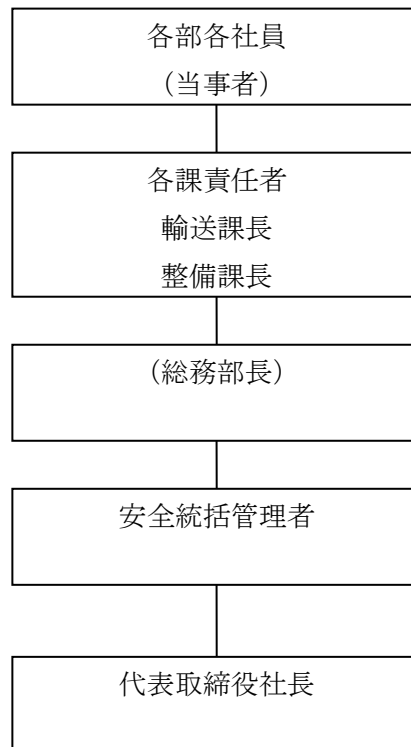 各部各社員
（当事者）
各課責任者
輸送課長
整備課長
（総務部長）
安全統括管理者
代表取締役社長